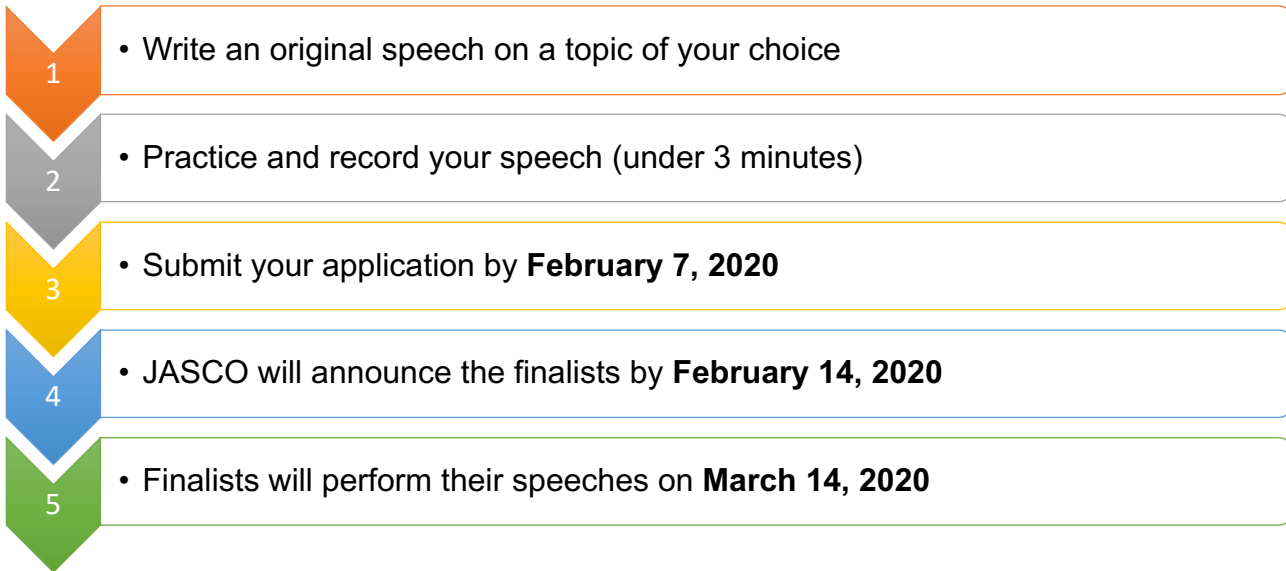 1
• Write an original speech on a topic of your choice
2
• Practice and record your speech (under 3 minutes)
3
• Submit your application by February 7, 2020
4
• JASCO will announce the finalists by February 14, 2020
5
• Finalists will perform their speeches on March 14, 2020